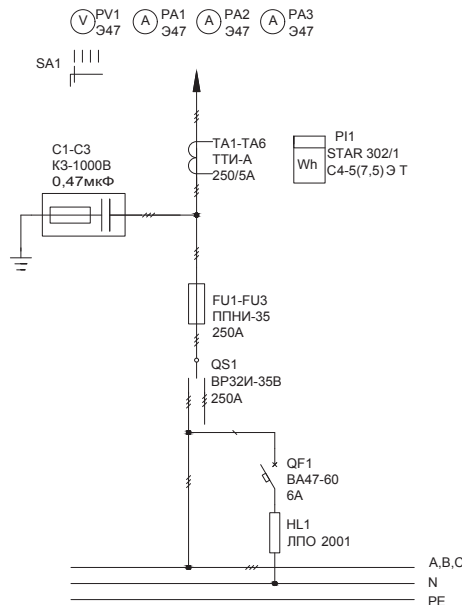 V
PV1
Э47
A
PA1
Э47
A
PA2
Э47
A
PA3
Э47
SA1
TA1-TA6
ТТИ-А
250/5А
PI1
STAR 302/1
С4-5(7,5) Э Т
Wh
C1-C3
К3-1000В
0,47мкФ
FU1-FU3
ППНИ-35
250А
QS1
ВР32И-35В
250А
QF1
ВА47-60
6А
HL1
ЛПО 2001
A,B,C
N
PE